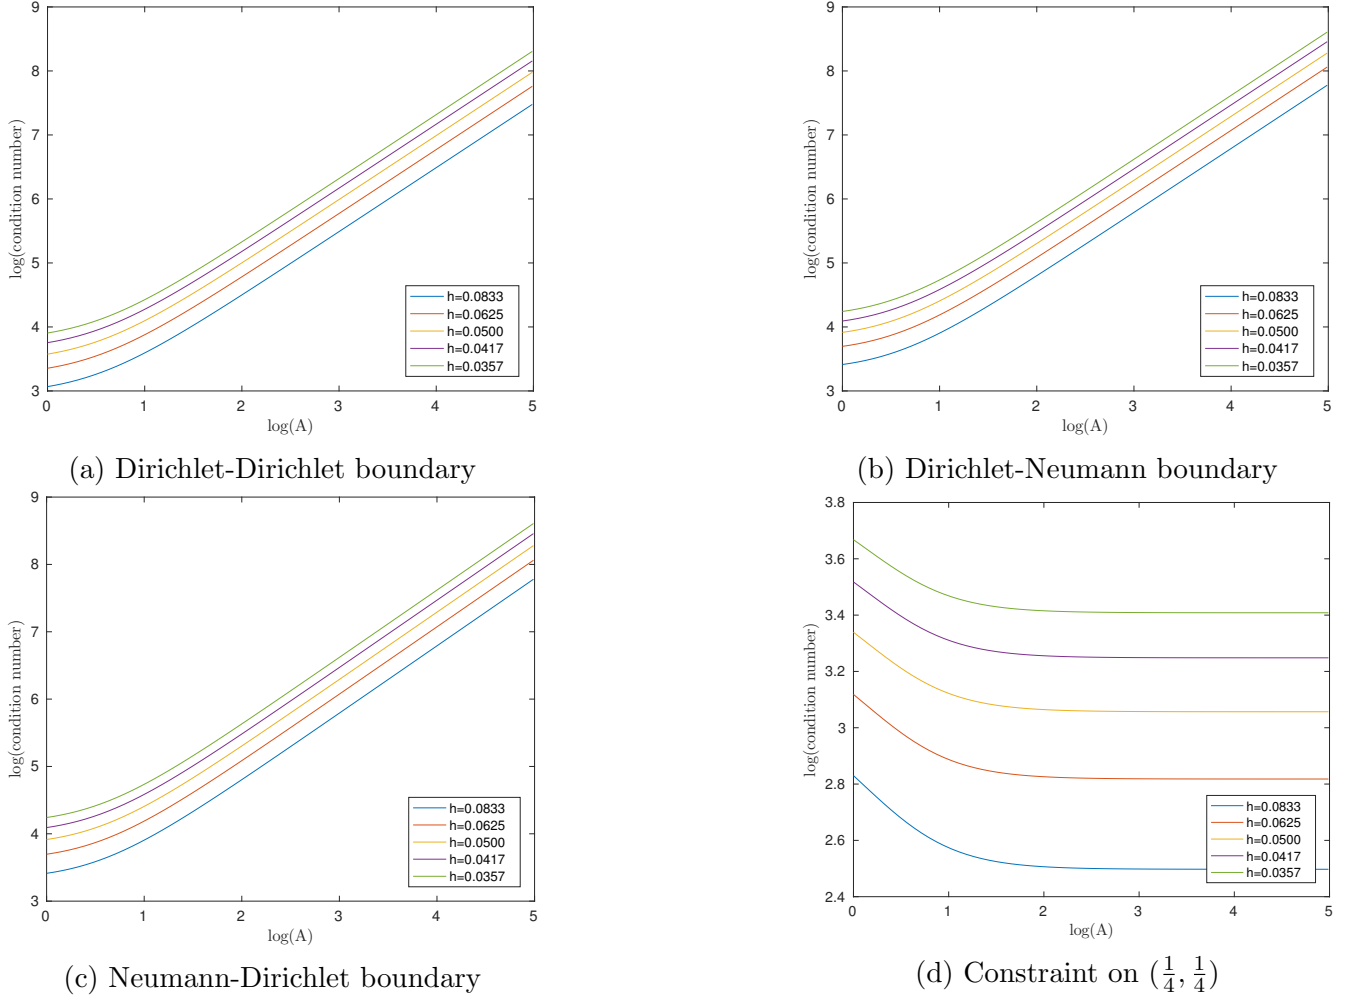 9
8
7
6
5
4
3
log(condition number)
h=0.0833
h=0.0625
h=0.0500
h=0.0417
h=0.0357
0 1 2 3 4 5
log(A)
(a) Dirichlet-Dirichlet boundary
9
8
7
6
5
4
3
log(condition number)
h=0.0833
h=0.0625
h=0.0500
h=0.0417
h=0.0357
0 1 2 3 4 5
log(A)
(b) Dirichlet-Neumann boundary
9
8
7
6
5
4
3
log(condition number)
h=0.0833
h=0.0625
h=0.0500
h=0.0417
h=0.0357
0 1 2 3 4 5
log(A)
(c) Neumann-Dirichlet boundary
3.8
3.6
3.4
3.2
3
2.8
2.6
2.4
log(condition number)
h=0.0833
h=0.0625
h=0.0500
h=0.0417
h=0.0357
0 1 2 3 4 5
log(A)
(d) Constraint on (1/4, 1/4)